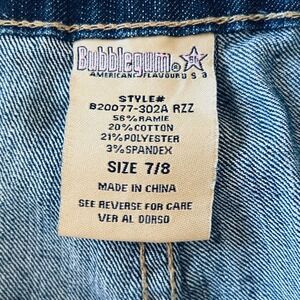 Bubblegum®
AMERICANFLAVOURUSA
STYLE#
B20077-302A RZZ
56%RAMIE
20%COTTON
21%POLYESTER
3%SPANDEX
SIZE 7/8
MADE IN CHINA
SEE REVERSE FOR CARE
VER AL DORSO